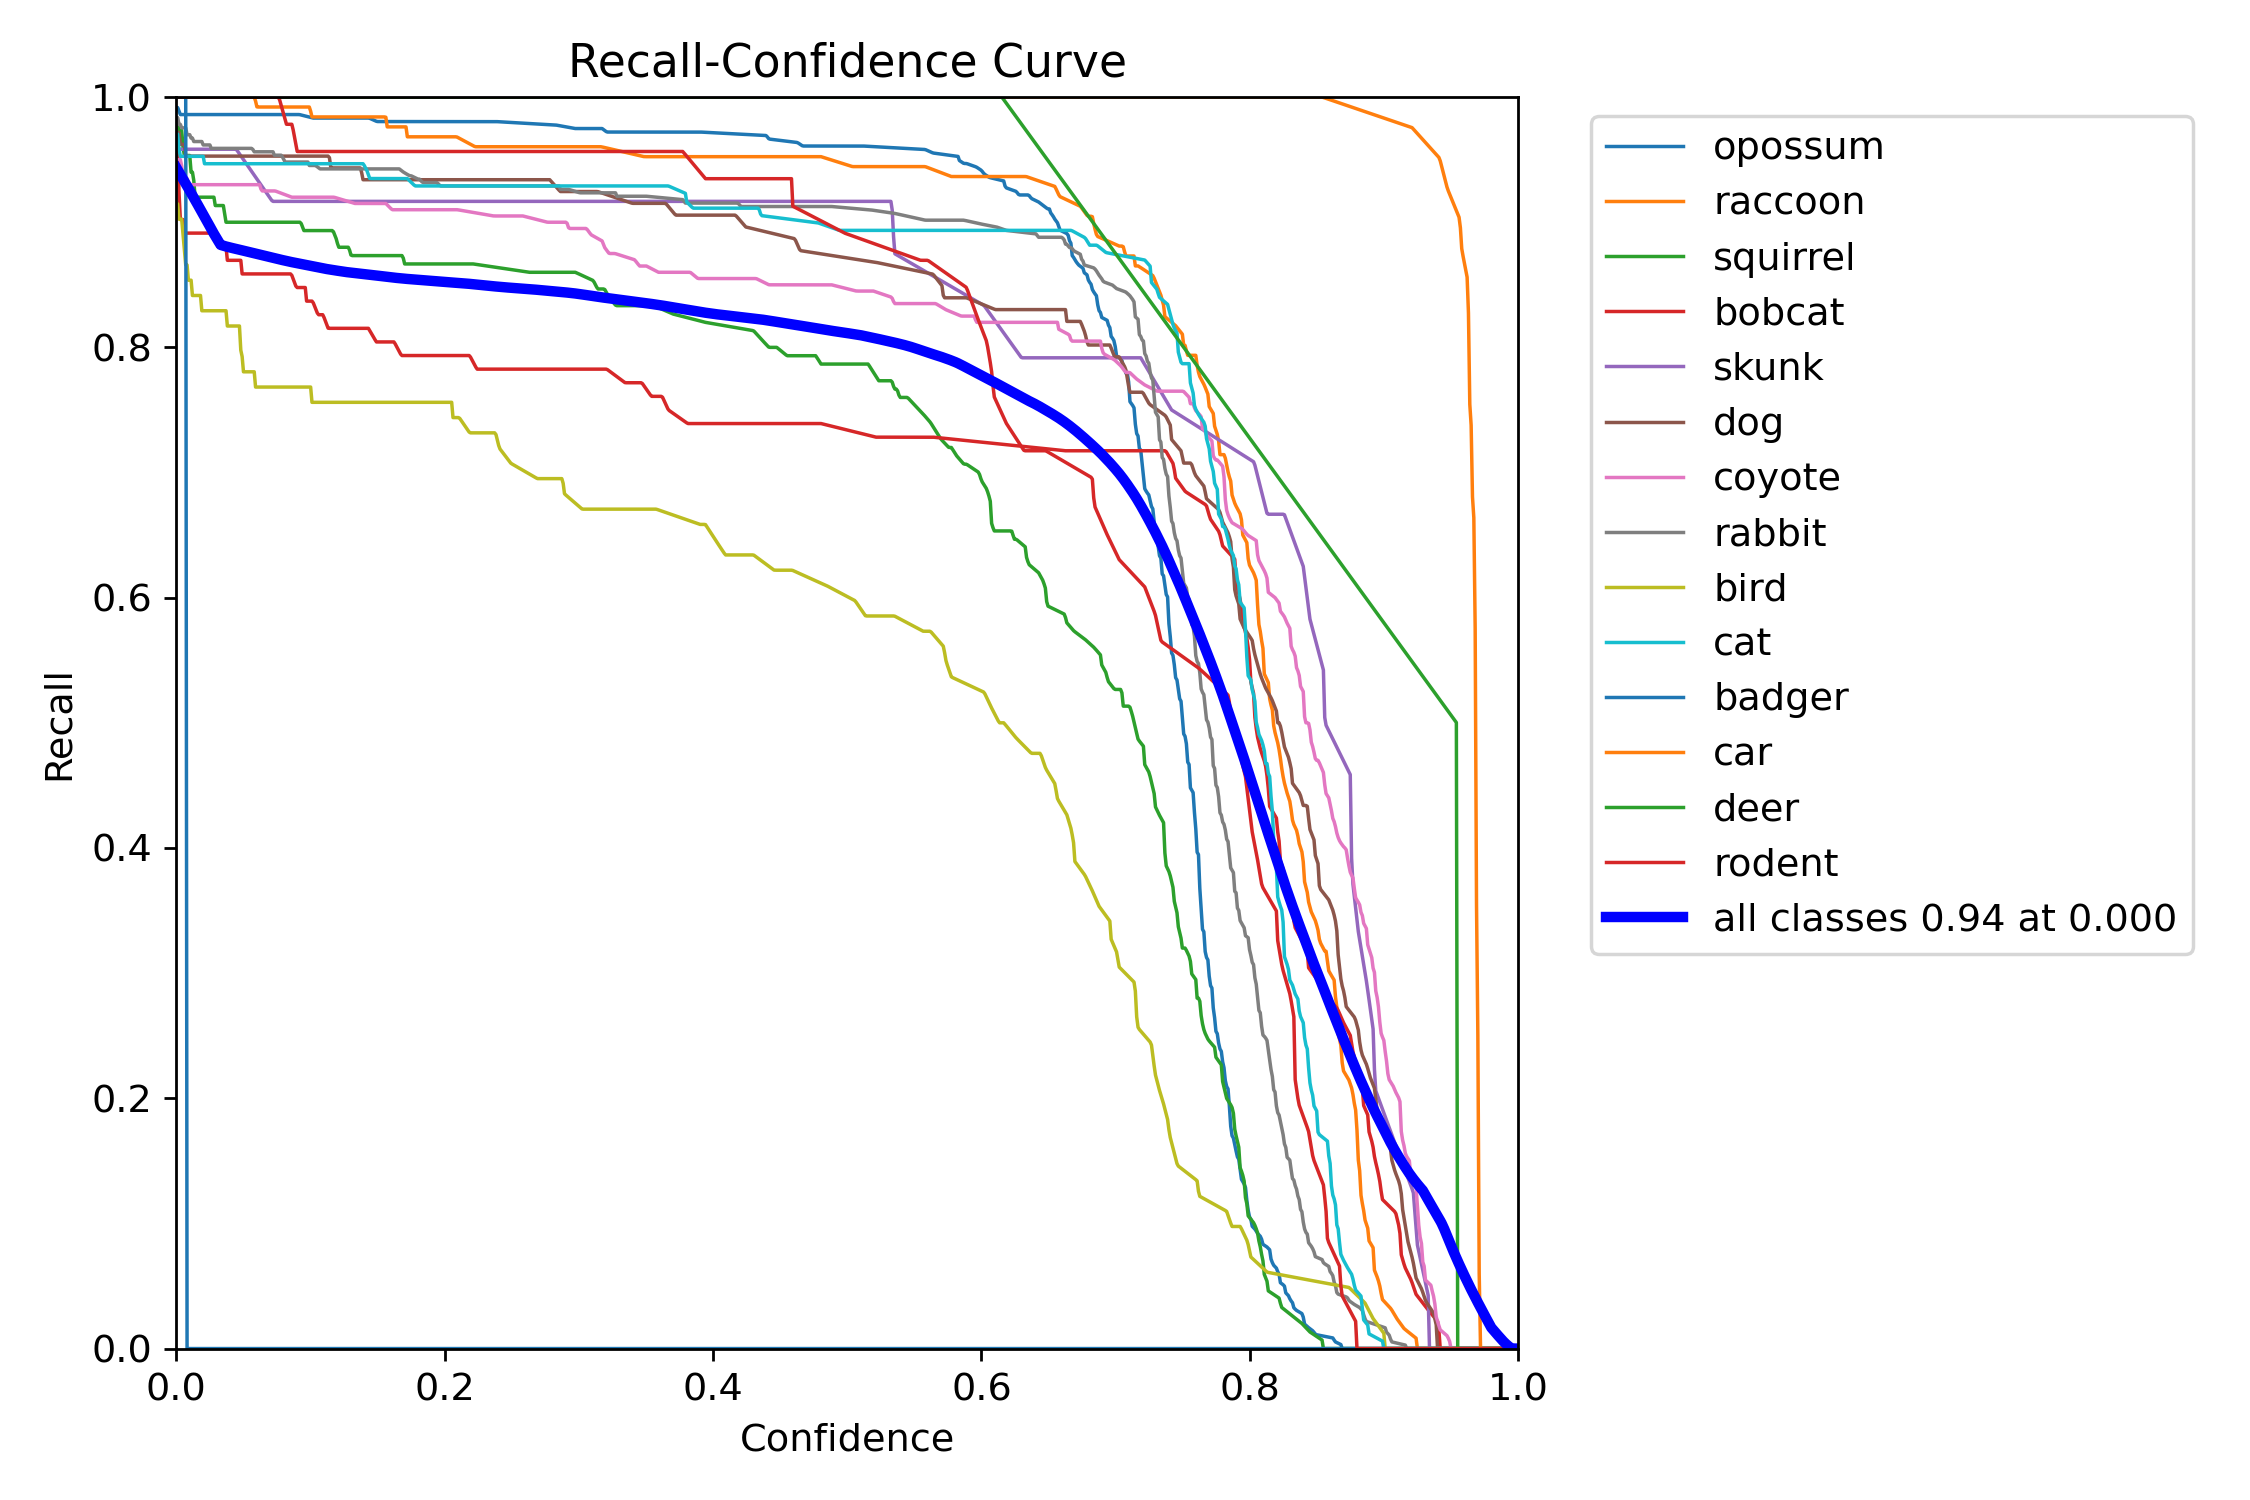 Recall-Confidence Curve
1.0
0.8
0.6
0.4
0.2
0.0
Recall
0.0 0.2 0.4 0.6 0.8 1.0
Confidence
opossum
raccoon
squirrel
bobcat
skunk
dog
coyote
rabbit
bird
cat
badger
car
deer
rodent
all classes 0.94 at 0.000